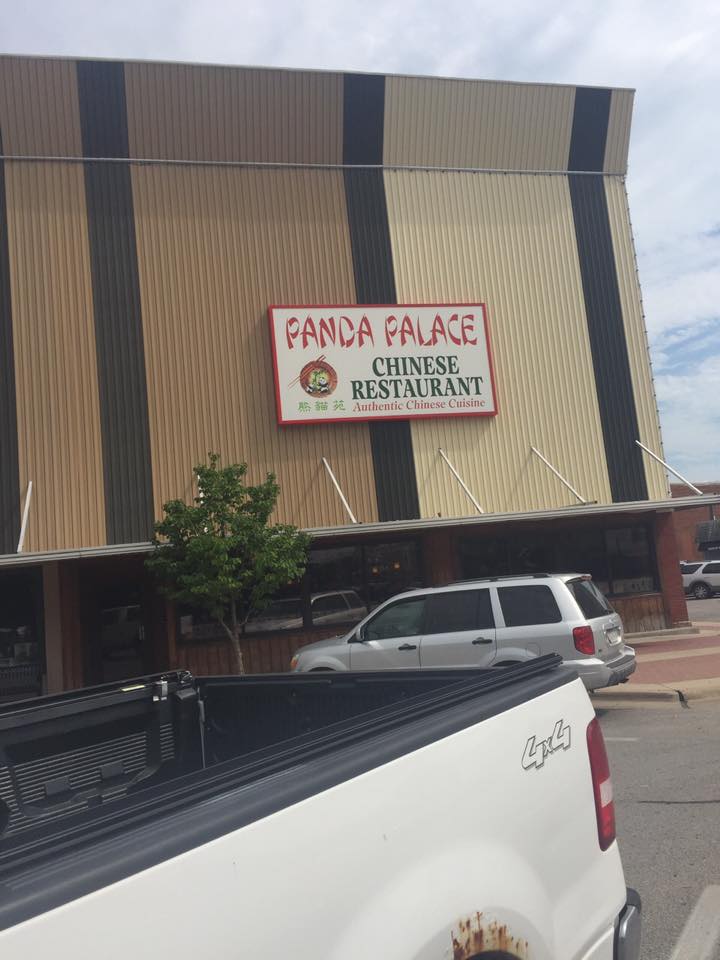 PANDA PALACE
CHINESE
RESTAURANT
熊貓苑 Authentic Chinese Cuisine
4x4